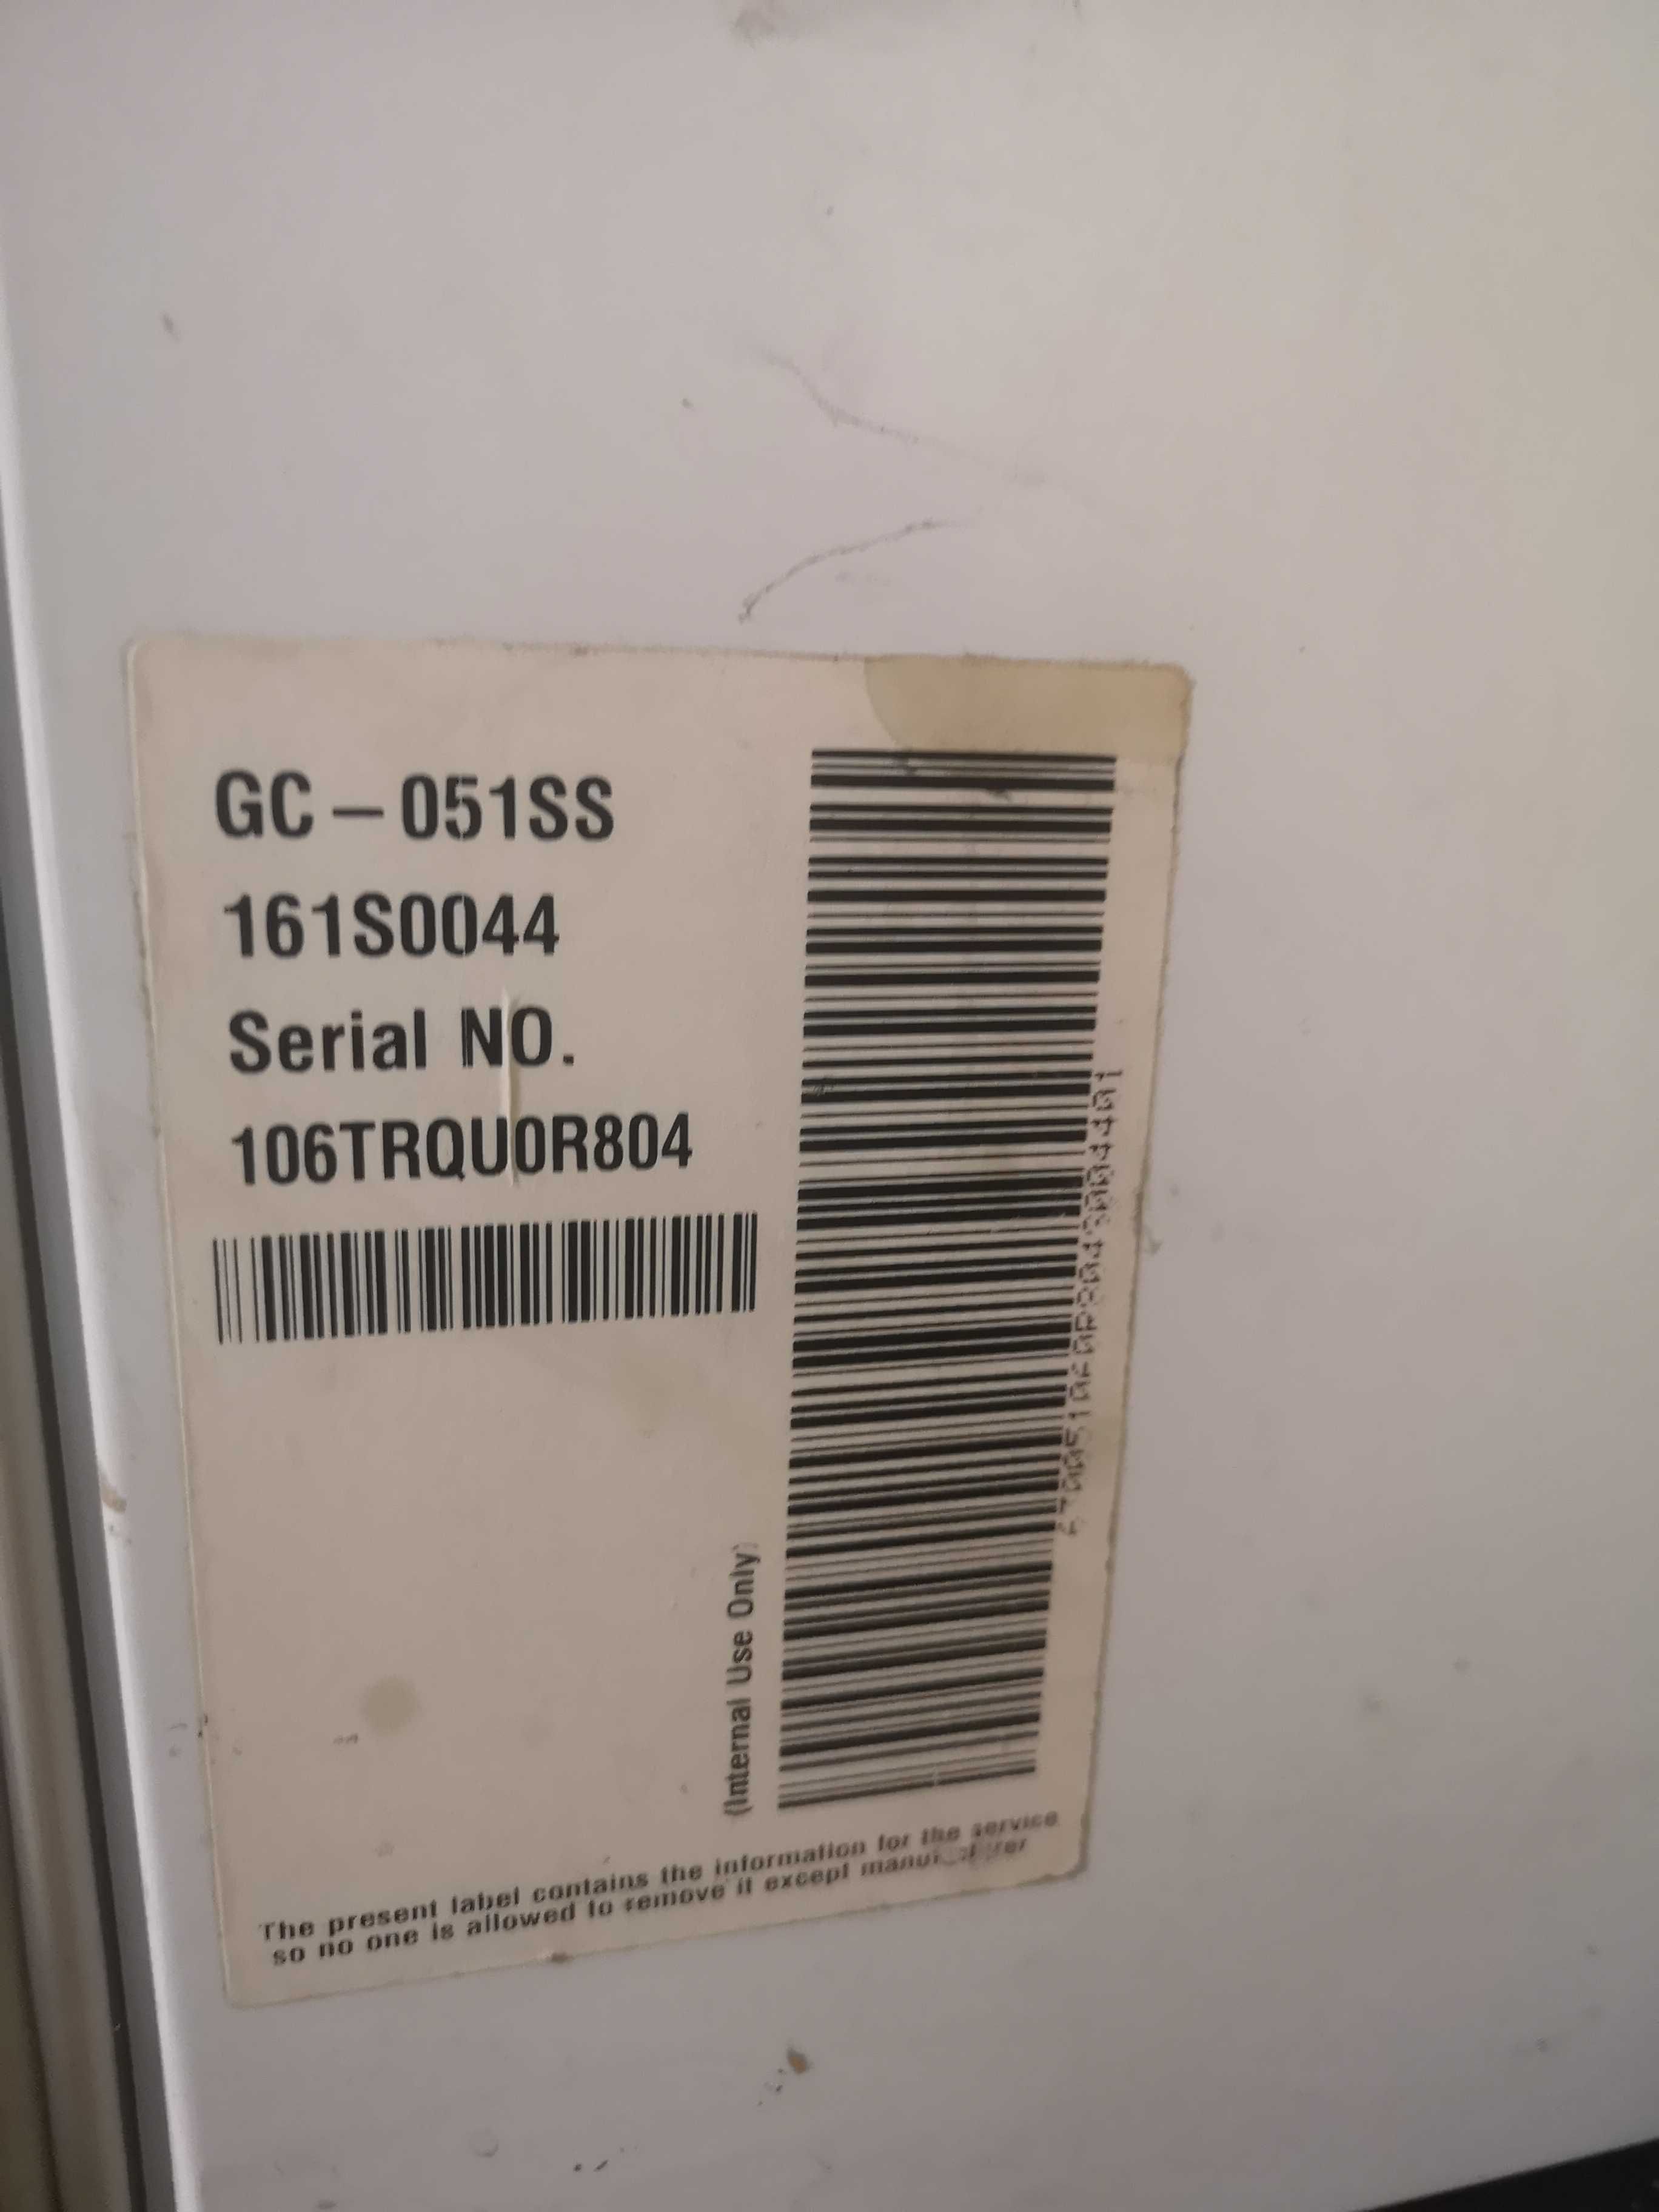 GC-051SS
161S0044
Serial NO.
106TRQU0R804
(Internal Use Only)
The present label contains the information for the service
so no one is allowed to remove it except